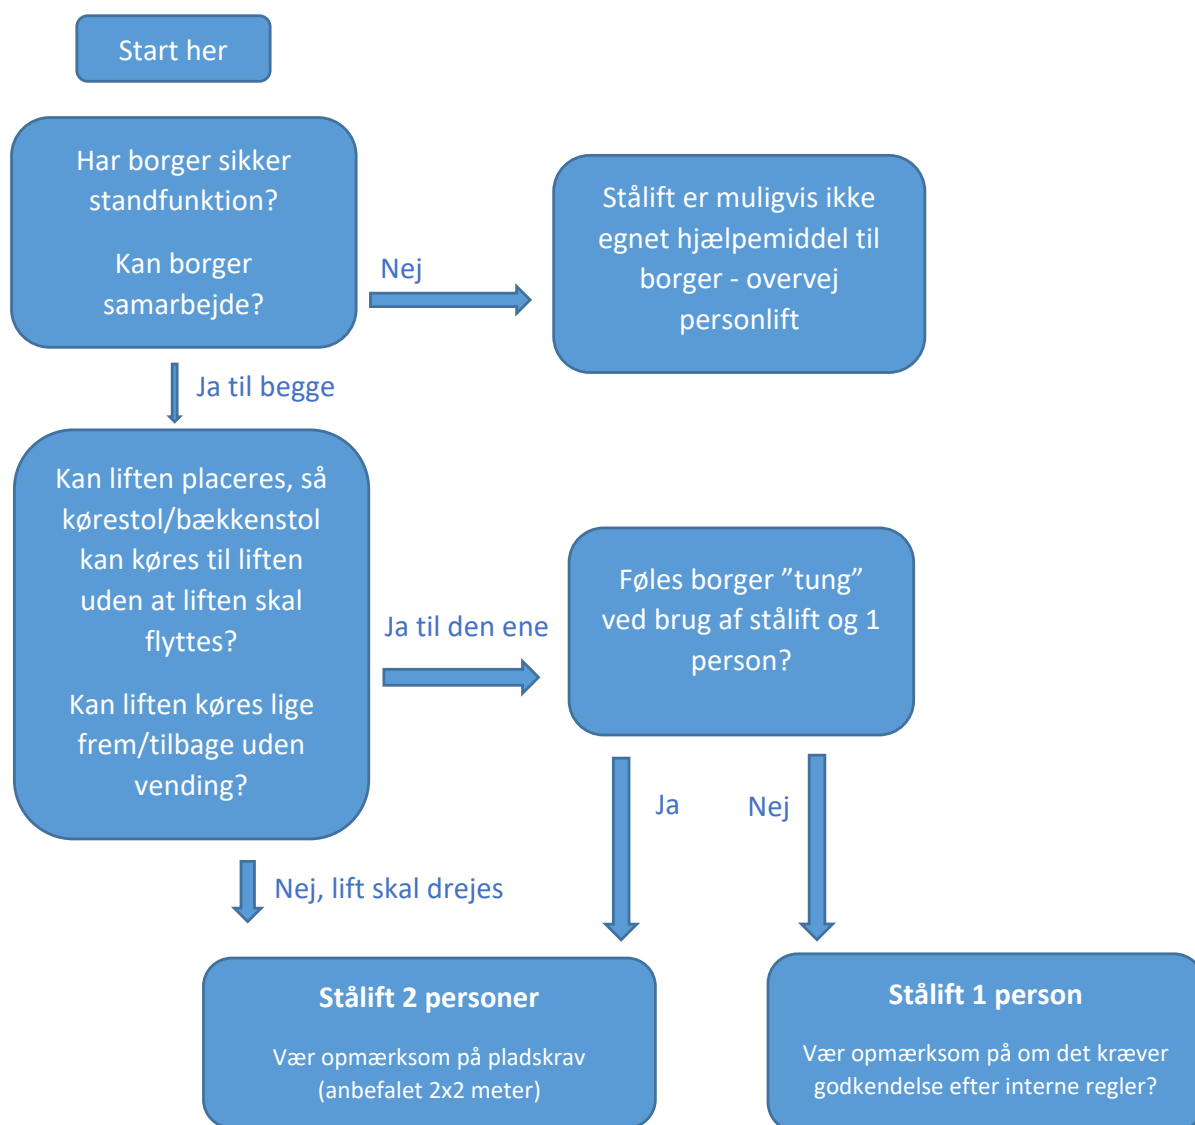 Start her
Har borger sikker
standfunktion?
Kan borger
samarbejde?
Nej
Stålift er muligvis ikke
egnet hjælpemiddel til
borger - overvej
personlift
Ja til begge
Kan liften placeres, så
kørestol/bækkenstol
kan køres til liften
uden at liften skal
flyttes?
Kan liften køres lige
frem/tilbage uden
vending?
Ja til den ene
Føles borger ”tung”
ved brug af stålift og 1
person?
Ja
Nej
Nej, lift skal drejes
Stålift 2 personer
Vær opmærksom på pladskrav
(anbefalet 2x2 meter)
Stålift 1 person
Vær opmærksom på om det kræver
godkendelse efter interne regler?